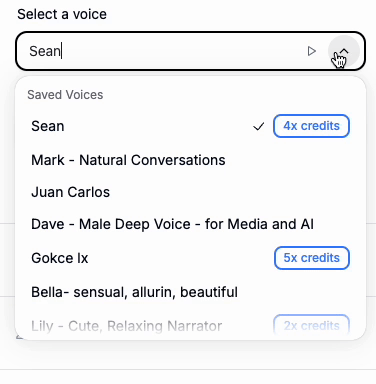 Select a voice
Sean
Saved Voices
Sean 4x credits
Mark - Natural Conversations
Juan Carlos
Dave - Male Deep Voice - for Media and AI
Gokce Ix 5x credits
Bella- sensual, allurin, beautiful
Lily - Cute, Relaxing Narrator 2x credits